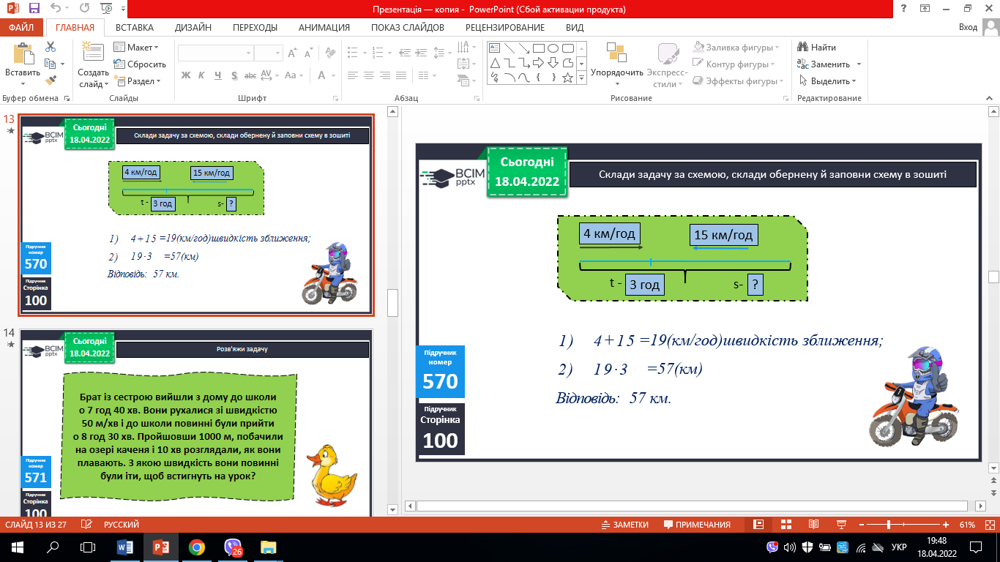 Презентація — копия - PowerPoint (Сбой активации продукта)
ФАЙЛ ГЛАВНАЯ ВСТАВКА ДИЗАЙН ПЕРЕХОДЫ АНИМАЦИЯ ПОКАЗ СЛАЙДОВ РЕЦЕНЗИРОВАНИЕ ВИД Вход
Вставить
Создать слайд
Макет
Сбросить
Раздел
Ж К Ч S abc AV Aa A
Упорядочить
Экспресс-стили
Заливка фигуры
Контур фигуры
Эффекты фигуры
Найти
Заменить
Выделить
Буфер обмена Слайды Шрифт Абзац Рисование Редактирование
13
BCIM pptx
Сьогодні
18.04.2022
Склади задачу за схемою, склади обернену й заповни схему в зошиті
4 км/год 15 км/год
t - 3 год s- ?
1) 4+15 =19(км/год)швидкість зближення;
2) 19·3 =57(км)
Відповідь: 57 км.
Підручник номер
570
Підручник
Сторінка
100
14
BCIM pptx
Сьогодні
18.04.2022
Розв'яжи задачу
Брат із сестрою вийшли з дому до школи
о 7 год 40 хв. Вони рухалися зі швидкістю
50 м/хв і до школи повинні були прийти
о 8 год 30 хв. Пройшовши 1000 м, побачили
на озері каченя і 10 хв розглядали, як вони
плавають. З якою швидкість вони повинні
були іти, щоб встигнуть на урок?
Підручник номер
571
Підручник
Сторінка
100
BCIM pptx
Сьогодні
18.04.2022
Склади задачу за схемою, склади обернену й заповни схему в зошиті
4 км/год 15 км/год
t - 3 год s- ?
1) 4+15 =19(км/год)швидкість зближення;
2) 19·3 =57(км)
Відповідь: 57 км.
Підручник
номер
570
Підручник
Сторінка
100
СЛАЙД 13 ИЗ 27 РУССКИЙ ЗАМЕТКИ ПРИМЕЧАНИЯ 61%
26
УКР
19:48
18.04.2022